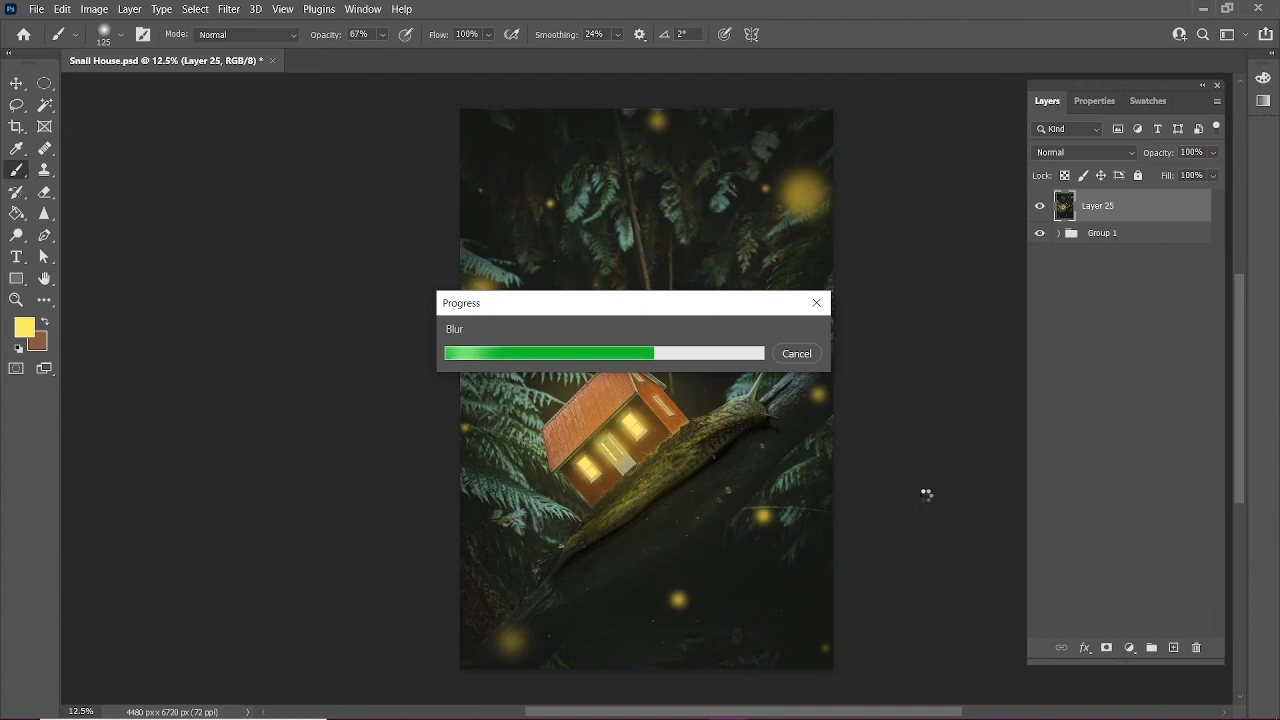 Ps File Edit Image Layer Type Select Filter 3D View Plugins Window Help
125 Mode: Normal Opacity: 67% Flow: 100% Smoothing: 24% 2°
Snail House.psd @ 12.5% (Layer 25, RGB/8) *
Layers Properties Swatches
Kind
Normal Opacity: 100%
Lock: Fill: 100%
Layer 25
Group 1
Progress
Blur
Cancel
12.5% 4480 px x 6720 px (72 ppi)